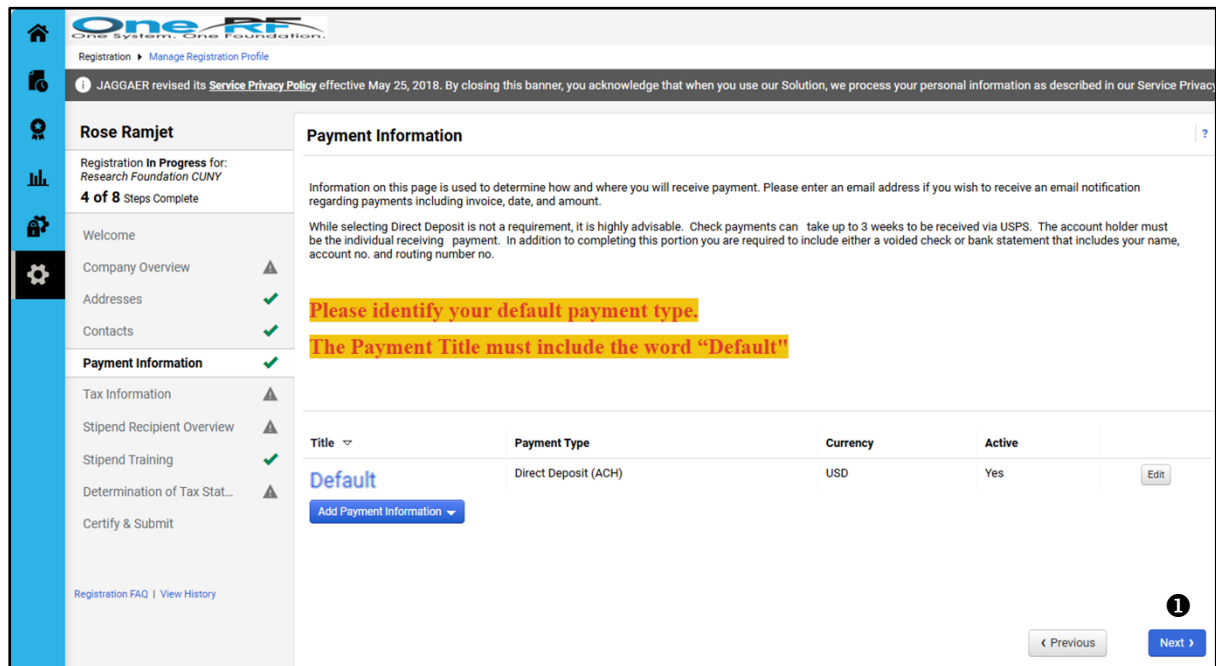 One RF
One System. One Foundation.
Registration ▸ Manage Registration Profile
JAGGAER revised its Service Privacy Policy effective May 25, 2018. By closing this banner, you acknowledge that when you use our Solution, we process your personal information as described in our Service Privacy
Rose Ramjet
Registration In Progress for:
Research Foundation CUNY
4 of 8 Steps Complete
Welcome
Company Overview
Addresses
Contacts
Payment Information
Tax Information
Stipend Recipient Overview
Stipend Training
Determination of Tax Stat...
Certify & Submit
Registration FAQ | View History
Payment Information
?
Information on this page is used to determine how and where you will receive payment. Please enter an email address if you wish to receive an email notification
regarding payments including invoice, date, and amount.
While selecting Direct Deposit is not a requirement, it is highly advisable. Check payments can take up to 3 weeks to be received via USPS. The account holder must
be the individual receiving payment. In addition to completing this portion you are required to include either a voided check or bank statement that includes your name,
account no. and routing number no.
Please identify your default payment type.
The Payment Title must include the word “Default"
Title Payment Type Currency Active
Default Direct Deposit (ACH) USD Yes Edit
Add Payment Information
❶
‹ Previous Next ›